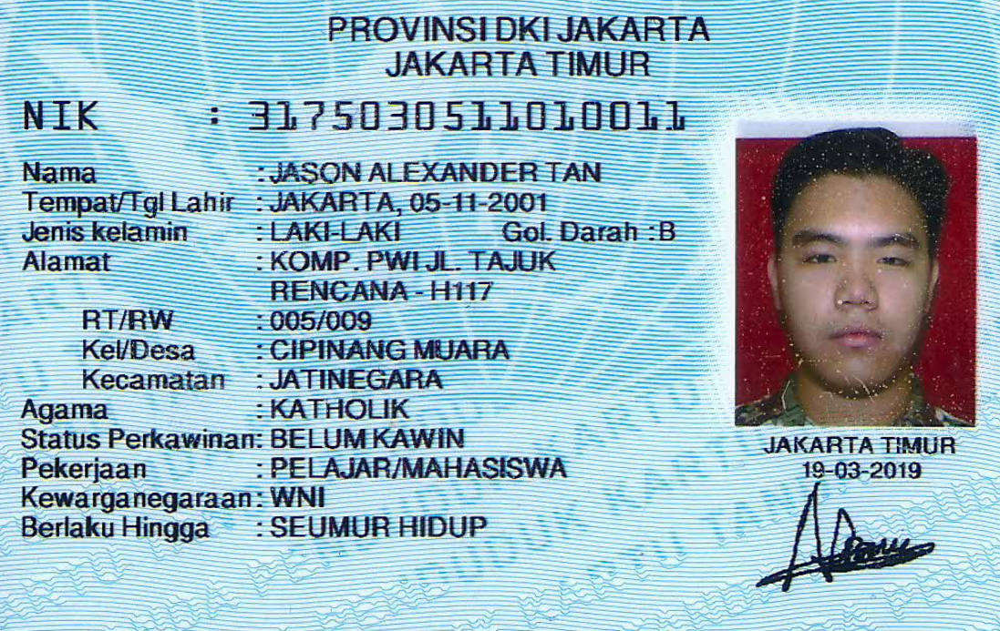 PROVINSI DKI JAKARTA
JAKARTA TIMUR
NIK : 3175030511010011
Nama : JASON ALEXANDER TAN
Tempat/Tgl Lahir : JAKARTA, 05-11-2001
Jenis kelamin : LAKI-LAKI Gol. Darah : B
Alamat : KOMP. PWI JL. TAJUK
RENCANA - H117
RT/RW : 005/009
Kel/Desa : CIPINANG MUARA
Kecamatan : JATINEGARA
Agama : KATHOLIK
Status Perkawinan: BELUM KAWIN
Pekerjaan : PELAJAR/MAHASISWA
Kewarganegaraan: WNI
Berlaku Hingga : SEUMUR HIDUP
JAKARTA TIMUR
19-03-2019